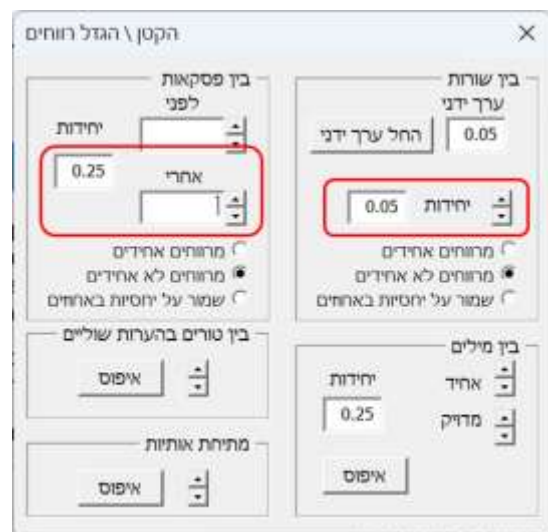 הקטן \ הגדל רווחים
בין שורות
ערך ידני
0.05
החל ערך ידני
יחידות
0.05
מרווחים אחידים
מרווחים לא אחידים
שמור על יחסיות באחוזים
בין פסקאות
לפני
יחידות
אחרי
0.25
מרווחים אחידים
מרווחים לא אחידים
שמור על יחסיות באחוזים
בין מילים
אחיד
יחידות
מדויק
0.25
איפוס
בין טורים בהערות שוליים
איפוס
מתיחת אותיות
איפוס